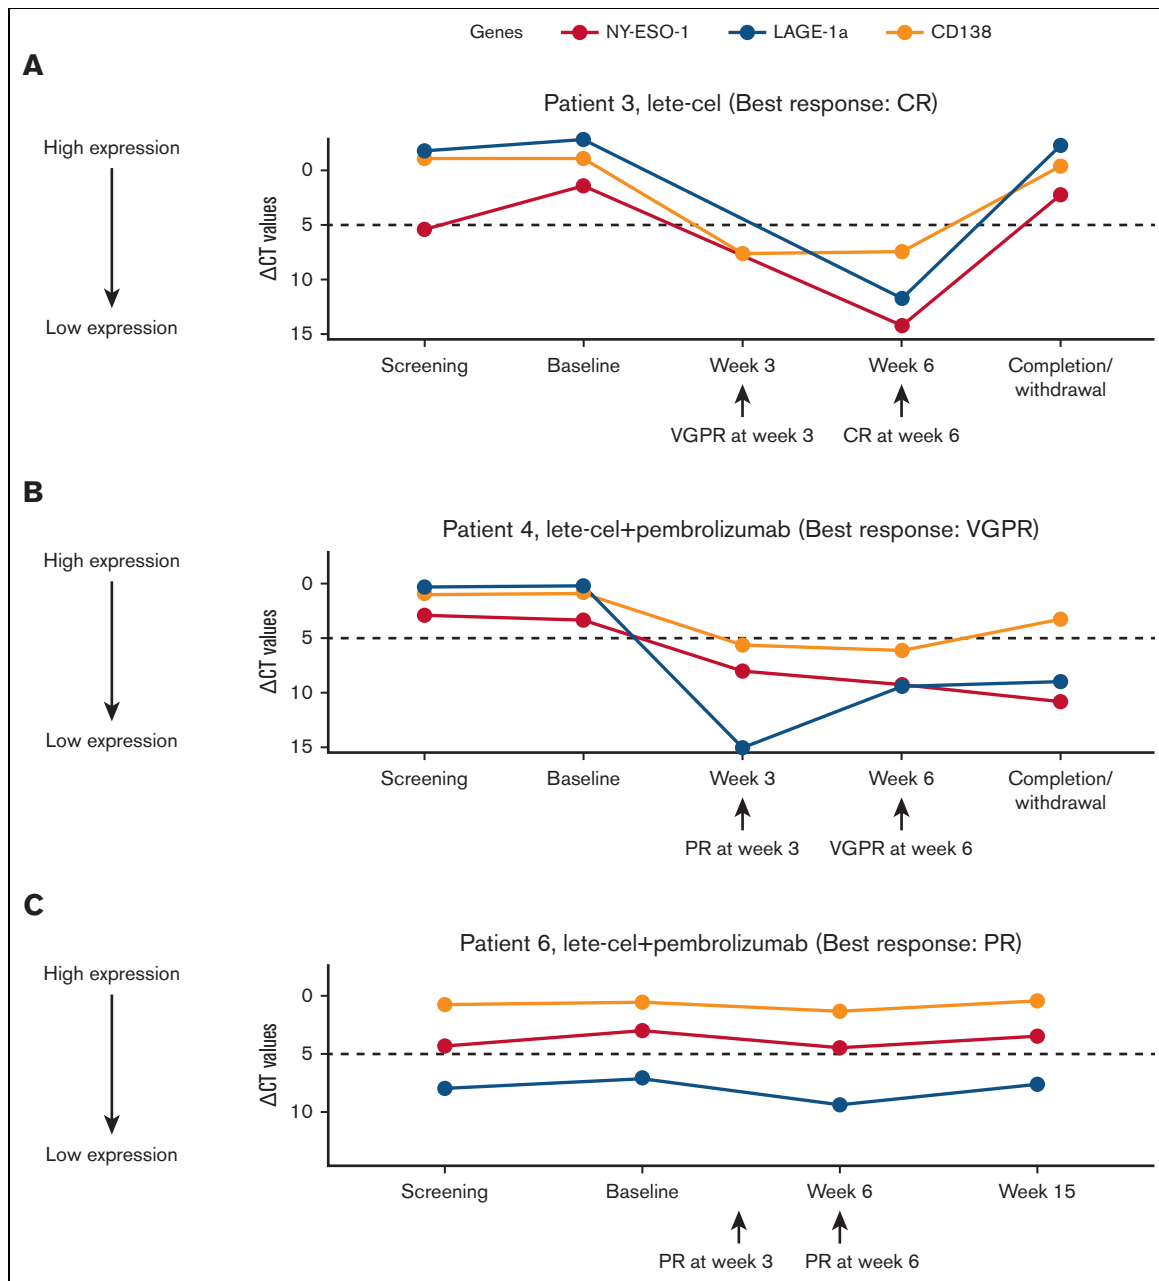 Genes NY-ESO-1 LAGE-1a CD138
A
Patient 3, lete-cel (Best response: CR)
High expression
Low expression
ΔCT values
0
5
10
15
Screening Baseline Week 3 Week 6 Completion/
withdrawal
VGPR at week 3 CR at week 6
B
Patient 4, lete-cel+pembrolizumab (Best response: VGPR)
High expression
Low expression
ΔCT values
0
5
10
15
Screening Baseline Week 3 Week 6 Completion/
withdrawal
PR at week 3 VGPR at week 6
C
Patient 6, lete-cel+pembrolizumab (Best response: PR)
High expression
Low expression
ΔCT values
0
5
10
Screening Baseline Week 6 Week 15
PR at week 3 PR at week 6